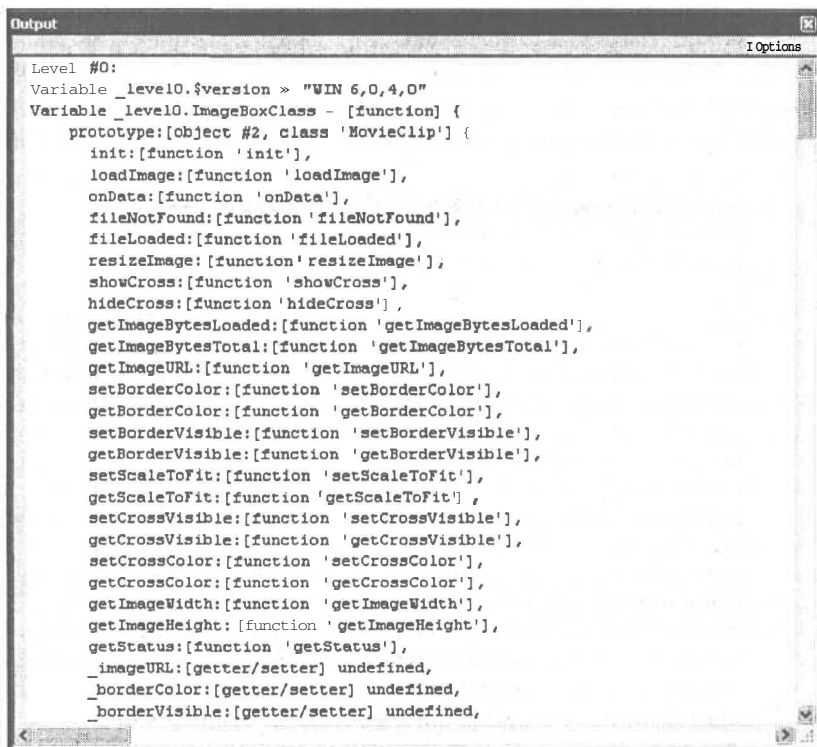 Output
I Options
Level #0:
Variable _level0.$version » "WIN 6,0,4,0"
Variable _level0.ImageBoxClass - [function] {
prototype:[object #2, class 'MovieClip'] {
init:[function 'init'],
loadImage:[function 'loadImage'],
onData:[function 'onData'],
fileNotFound:[function 'fileNotFound'],
fileLoaded:[function 'fileLoaded'],
resizeImage:[function' resizeImage'],
showCross:[function 'showCross'],
hideCross:[function 'hideCross'] ,
getImageBytesLoaded:[function 'getImageBytesLoaded'],
getImageBytesTotal:[function 'getImageBytesTotal'],
getImageURL:[function 'getImageURL'],
setBorderColor:[function 'setBorderColor'],
getBorderColor:[function 'getBorderColor'],
setBorderVisible:[function 'setBorderVisible'],
getBorderVisible:[function 'getBorderVisible'],
setScaleToFit:[function 'setScaleToFit'],
getScaleToFit:[function 'getScaleToFit'] ,
setCrossVisible:[function 'setCrossVisible'],
getCrossVisible:[function 'getCrossVisible'],
setCrossColor:[function 'setCrossColor'],
getCrossColor:[function 'getCrossColor'],
getImageWidth:[function 'getImageWidth'],
getImageHeight: [function ' getImageHeight'],
getStatus:[function 'getStatus'],
_imageURL:[getter/setter] undefined,
_borderColor:[getter/setter] undefined,
_borderVisible:[getter/setter] undefined,